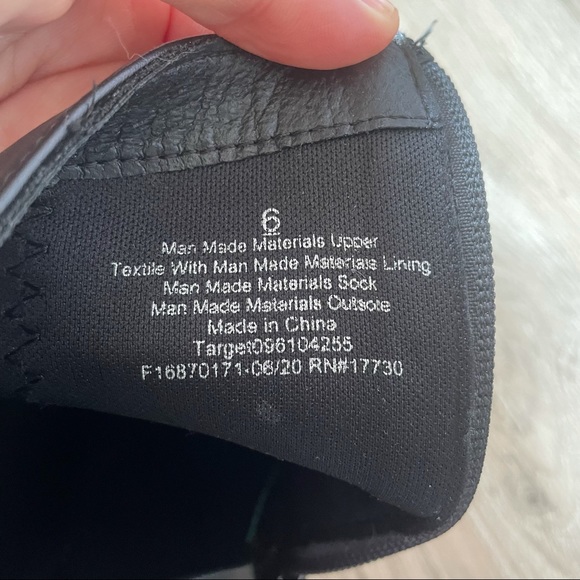 6
Man Made Materials Upper
Textile With Man Made Materials Lining
Man Made Materials Sock
Man Made Materials Outsole
Made in China
Target096104255
F16870171-06/20 RN#17730